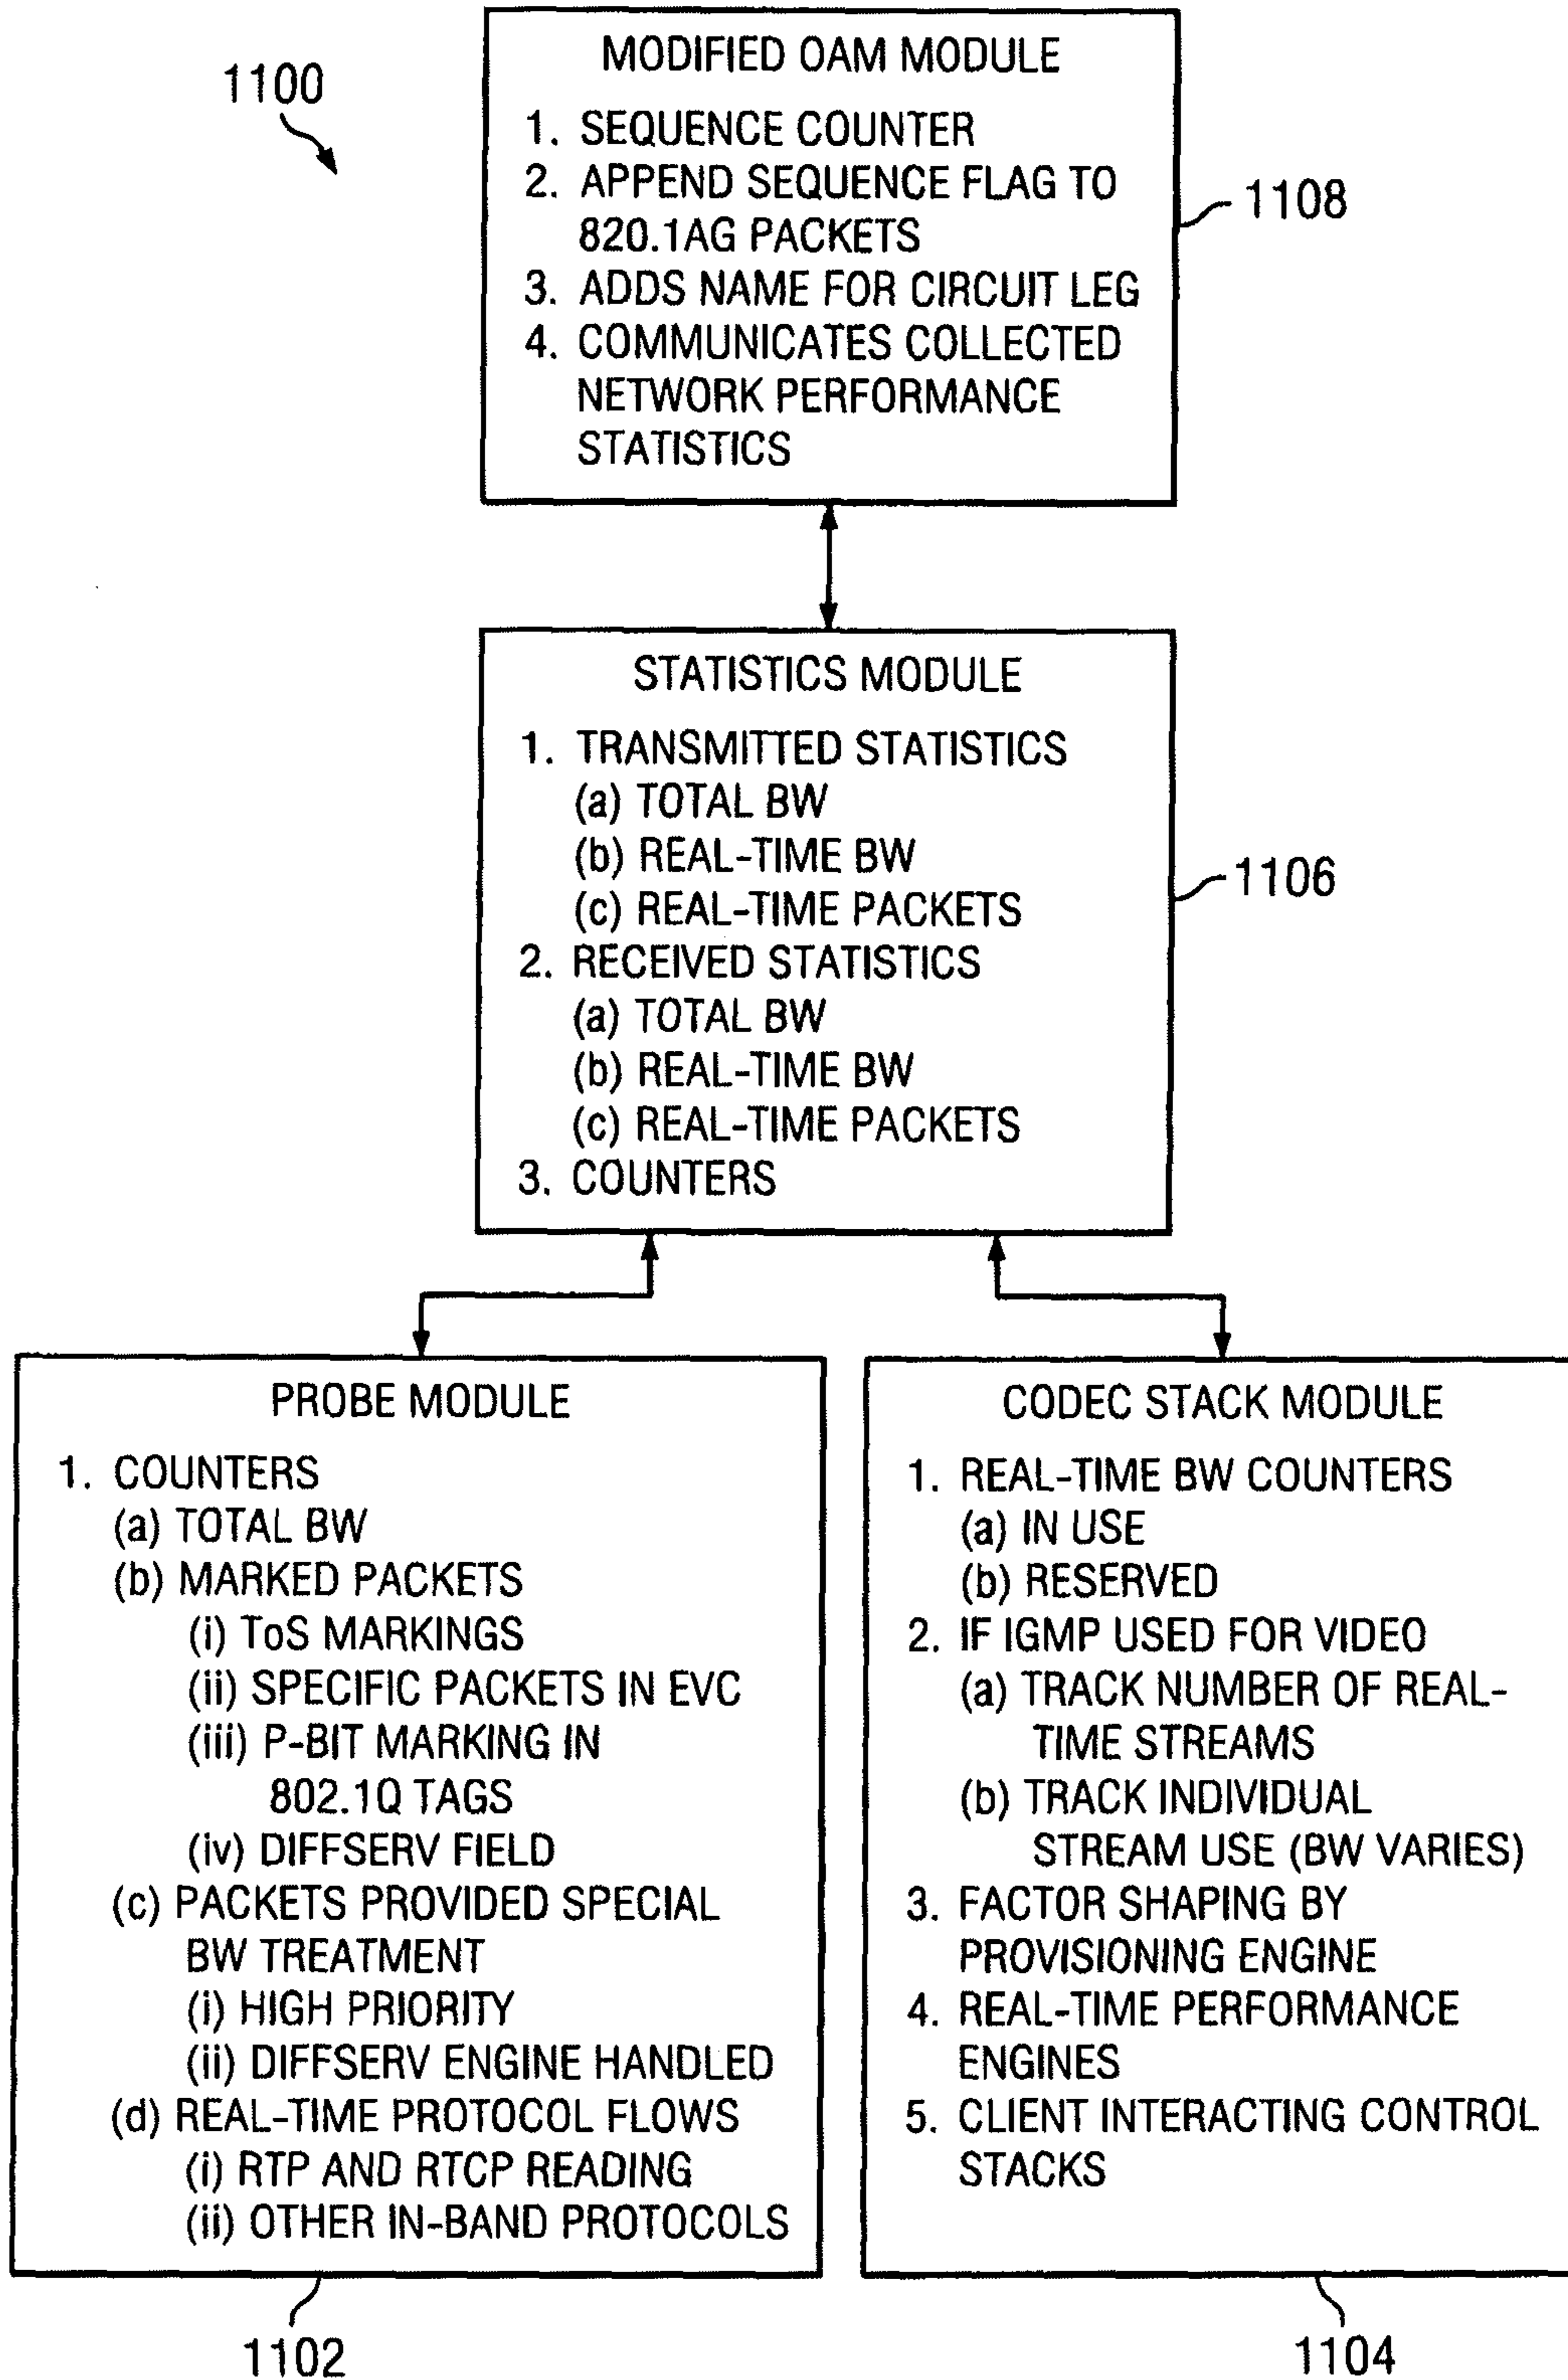 1100
MODIFIED OAM MODULE
1. SEQUENCE COUNTER
2. APPEND SEQUENCE FLAG TO
820.1AG PACKETS
3. ADDS NAME FOR CIRCUIT LEG
4. COMMUNICATES COLLECTED
NETWORK PERFORMANCE
STATISTICS
1108
STATISTICS MODULE
1. TRANSMITTED STATISTICS
(a) TOTAL BW
(b) REAL-TIME BW
(c) REAL-TIME PACKETS
2. RECEIVED STATISTICS
(a) TOTAL BW
(b) REAL-TIME BW
(c) REAL-TIME PACKETS
3. COUNTERS
1106
PROBE MODULE
1. COUNTERS
(a) TOTAL BW
(b) MARKED PACKETS
(i) ToS MARKINGS
(ii) SPECIFIC PACKETS IN EVC
(iii) P-BIT MARKING IN
802.1Q TAGS
(iv) DIFFSERV FIELD
(c) PACKETS PROVIDED SPECIAL
BW TREATMENT
(i) HIGH PRIORITY
(ii) DIFFSERV ENGINE HANDLED
(d) REAL-TIME PROTOCOL FLOWS
(i) RTP AND RTCP READING
(ii) OTHER IN-BAND PROTOCOLS
1102
CODEC STACK MODULE
1. REAL-TIME BW COUNTERS
(a) IN USE
(b) RESERVED
2. IF IGMP USED FOR VIDEO
(a) TRACK NUMBER OF REAL-
TIME STREAMS
(b) TRACK INDIVIDUAL
STREAM USE (BW VARIES)
3. FACTOR SHAPING BY
PROVISIONING ENGINE
4. REAL-TIME PERFORMANCE
ENGINES
5. CLIENT INTERACTING CONTROL
STACKS
1104